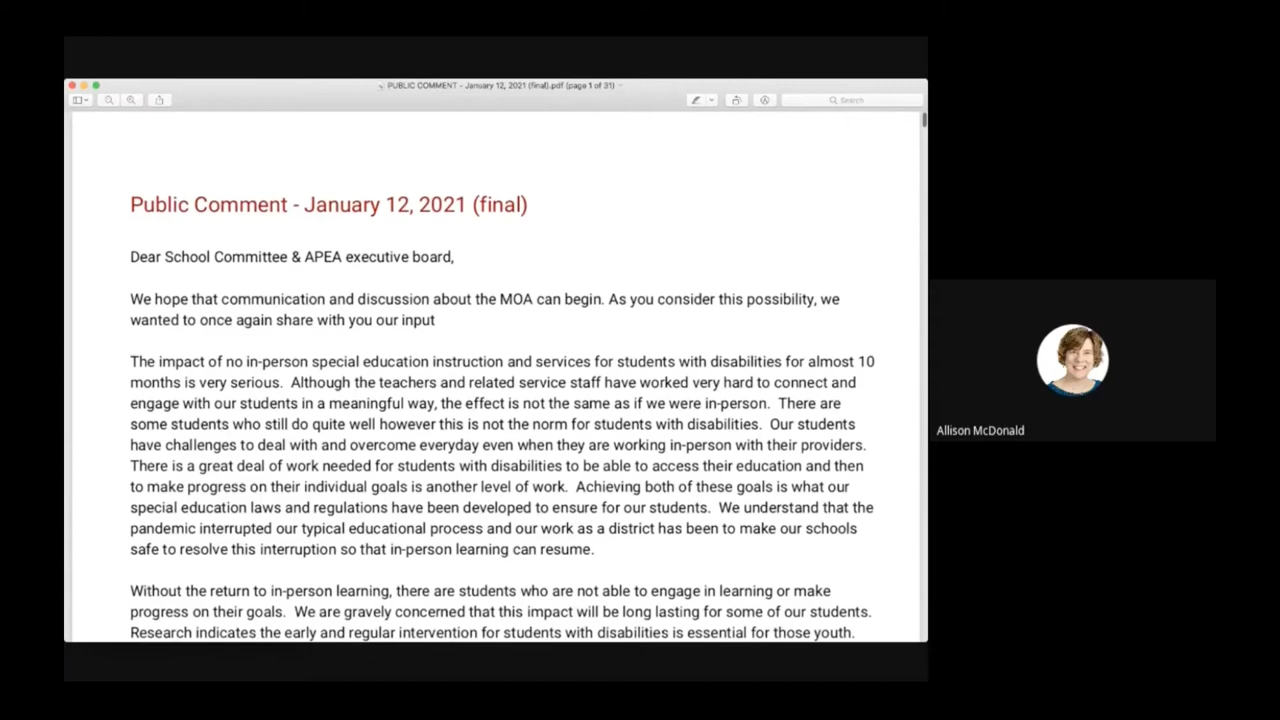 PUBLIC COMMENT - January 12, 2021 (final).pdf (page 1 of 31)
Search
Public Comment - January 12, 2021 (final)
Dear School Committee & APEA executive board,
We hope that communication and discussion about the MOA can begin. As you consider this possibility, we
wanted to once again share with you our input
The impact of no in-person special education instruction and services for students with disabilities for almost 10
months is very serious. Although the teachers and related service staff have worked very hard to connect and
engage with our students in a meaningful way, the effect is not the same as if we were in-person. There are
some students who still do quite well however this is not the norm for students with disabilities. Our students
have challenges to deal with and overcome everyday even when they are working in-person with their providers.
There is a great deal of work needed for students with disabilities to be able to access their education and then
to make progress on their individual goals is another level of work. Achieving both of these goals is what our
special education laws and regulations have been developed to ensure for our students. We understand that the
pandemic interrupted our typical educational process and our work as a district has been to make our schools
safe to resolve this interruption so that in-person learning can resume.
Without the return to in-person learning, there are students who are not able to engage in learning or make
progress on their goals. We are gravely concerned that this impact will be long lasting for some of our students.
Research indicates the early and regular intervention for students with disabilities is essential for those youth.
Allison McDonald